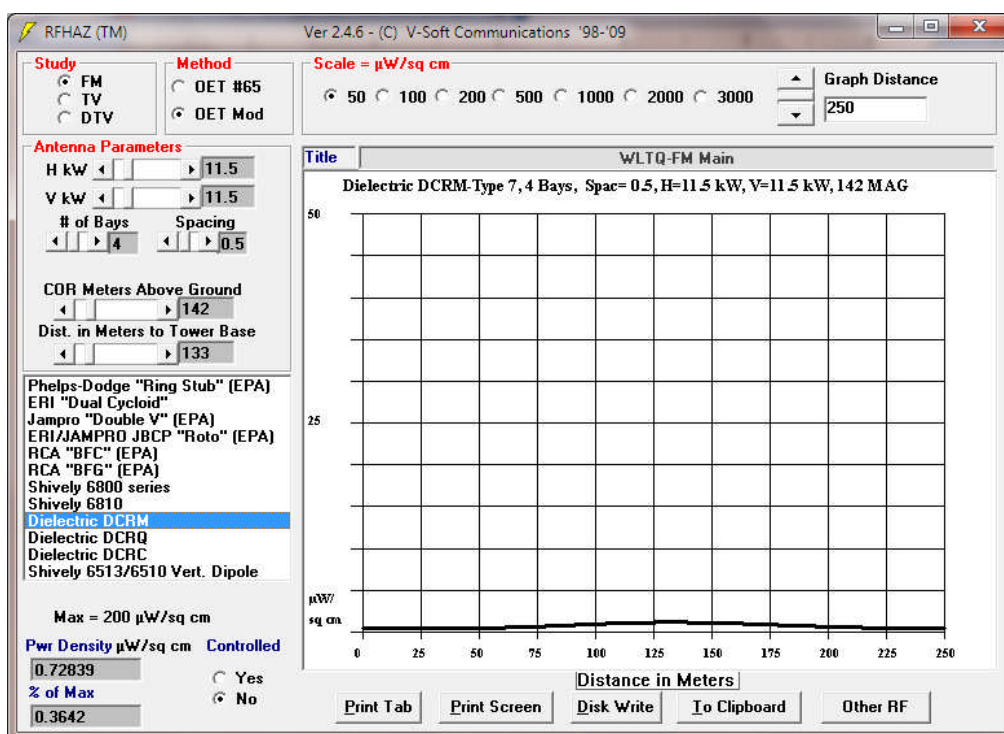 RFHAZ (TM) Ver 2.4.6 - (C) V-Soft Communications '98-'09
Study
FM
TV
DTV
Method
OET #65
OET Mod
Scale = µW/sq cm
50 100 200 500 1000 2000 3000
Graph Distance
250
Antenna Parameters
H kW 11.5
V kW 11.5
# of Bays Spacing
4 0.5
COR Meters Above Ground
142
Dist. in Meters to Tower Base
133
Phelps-Dodge "Ring Stub" (EPA)
ERI "Dual Cycloid"
Jampro "Double V" (EPA)
ERI/JAMPRO JBCP "Roto" (EPA)
RCA "BFC" (EPA)
RCA "BFG" (EPA)
Shively 6800 series
Shively 6810
Dielectric DCRM
Dielectric DCRQ
Dielectric DCRC
Shively 6513/6510 Vert. Dipole
Max = 200 µW/sq cm
Pwr Density µW/sq cm Controlled
0.72839
Yes
% of Max
No
0.3642
Title WLTQ-FM Main
Dielectric DCRM-Type 7, 4 Bays, Spac= 0.5, H=11.5 kW, V=11.5 kW, 142 MAG
50
25
µW/
sq cm
0 25 50 75 100 125 150 175 200 225 250
Distance in Meters
Print Tab Print Screen Disk Write To Clipboard Other RF